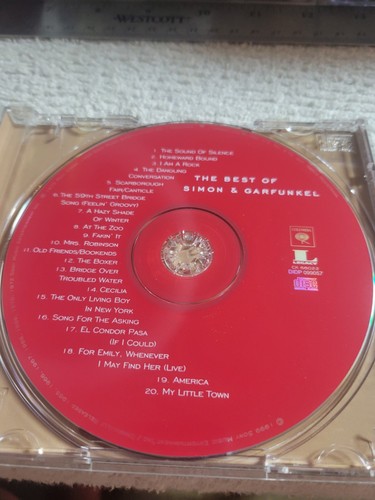 WESTCOTT
THE BEST OF
SIMON & GARFUNKEL
1. THE SOUND OF SILENCE
2. HOMEWARD BOUND
3. I AM A ROCK
4. THE DANGLING
CONVERSATION
5. SCARBOROUGH
FAIR/CANTICLE
6. THE 59TH STREET BRIDGE
SONG (FEELIN' GROOVY)
7. A HAZY SHADE
OF WINTER
8. AT THE ZOO
9. FAKIN' IT
10. MRS. ROBINSON
11. OLD FRIENDS/BOOKENDS
12. THE BOXER
13. BRIDGE OVER
TROUBLED WATER
14. CECILIA
15. THE ONLY LIVING BOY
IN NEW YORK
16. SONG FOR THE ASKING
17. EL CONDOR PASA
(IF I COULD)
18. FOR EMILY, WHENEVER
I MAY FIND HER (LIVE)
19. AMERICA
20. MY LITTLE TOWN
COLUMBIA
LEGACY